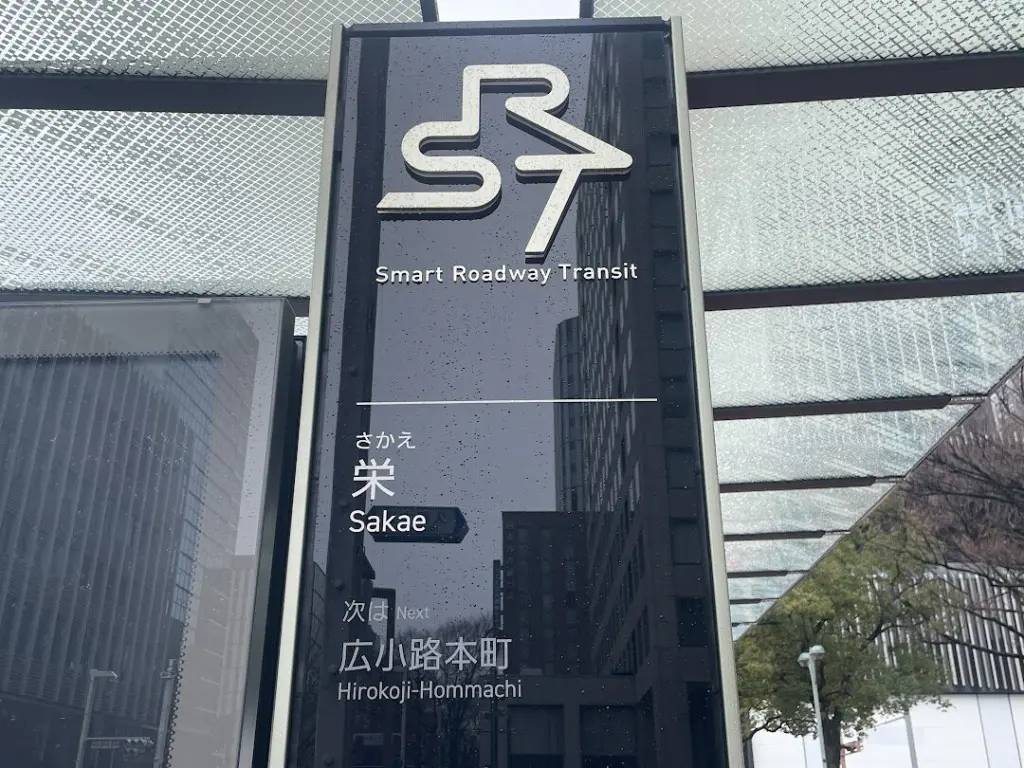 SRT
Smart Roadway Transit
さかえ
栄
Sakae
次は Next
広小路本町
Hirokoji-Hommachi